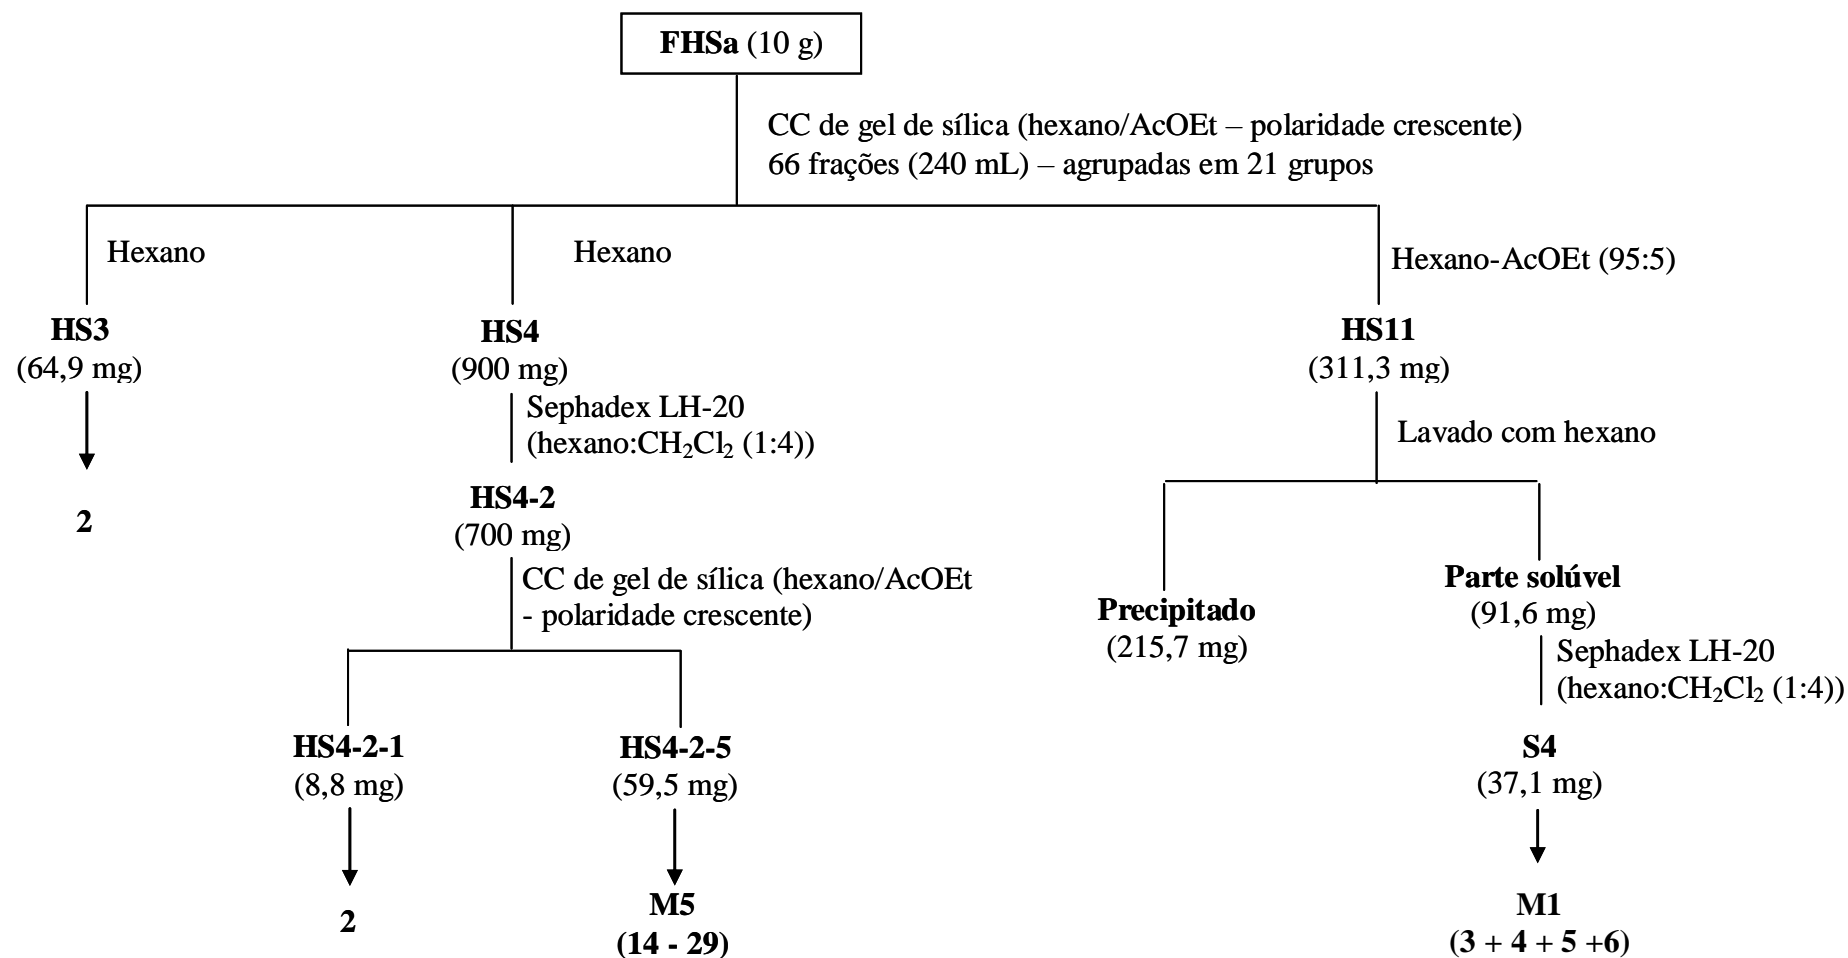 FHSa (10 g)
CC de gel de sílica (hexano/AcOEt – polaridade crescente)
66 frações (240 mL) – agrupadas em 21 grupos
Hexano
Hexano
Hexano-AcOEt (95:5)
HS3
(64,9 mg)
2
HS4
(900 mg)
Sephadex LH-20
(hexano:CH₂Cl₂ (1:4))
HS4-2
(700 mg)
CC de gel de sílica (hexano/AcOEt
- polaridade crescente)
HS4-2-1
(8,8 mg)
2
HS4-2-5
(59,5 mg)
M5
(14 - 29)
HS11
(311,3 mg)
Lavado com hexano
Precipitado
(215,7 mg)
Parte solúvel
(91,6 mg)
Sephadex LH-20
(hexano:CH₂Cl₂ (1:4))
S4
(37,1 mg)
M1
(3 + 4 + 5 +6)